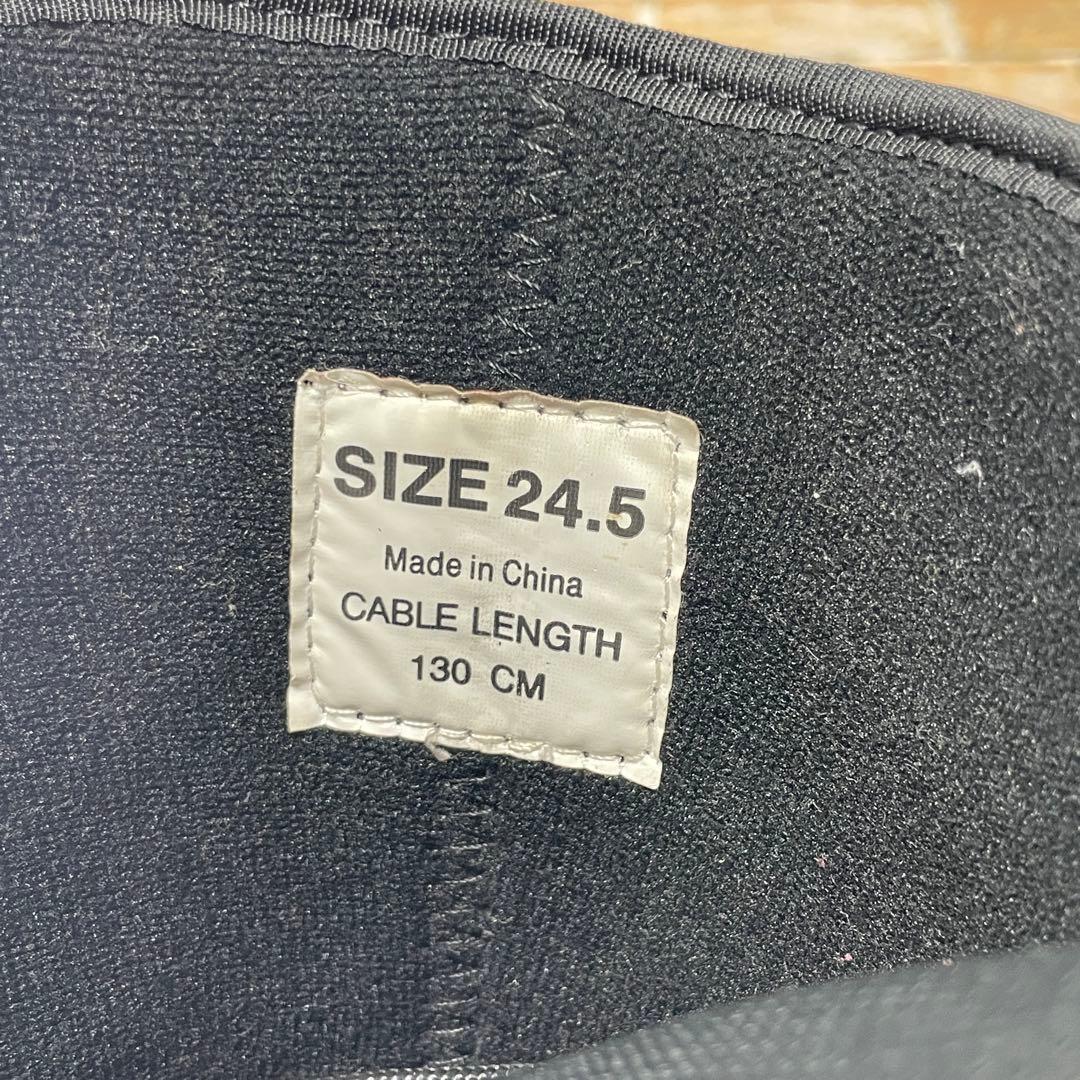 SIZE 24.5
Made in China
CABLE LENGTH
130 CM